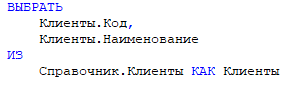 ВЫБРАТЬ
Клиенты.Код,
Клиенты.Наименование
ИЗ
Справочник.Клиенты КАК Клиенты